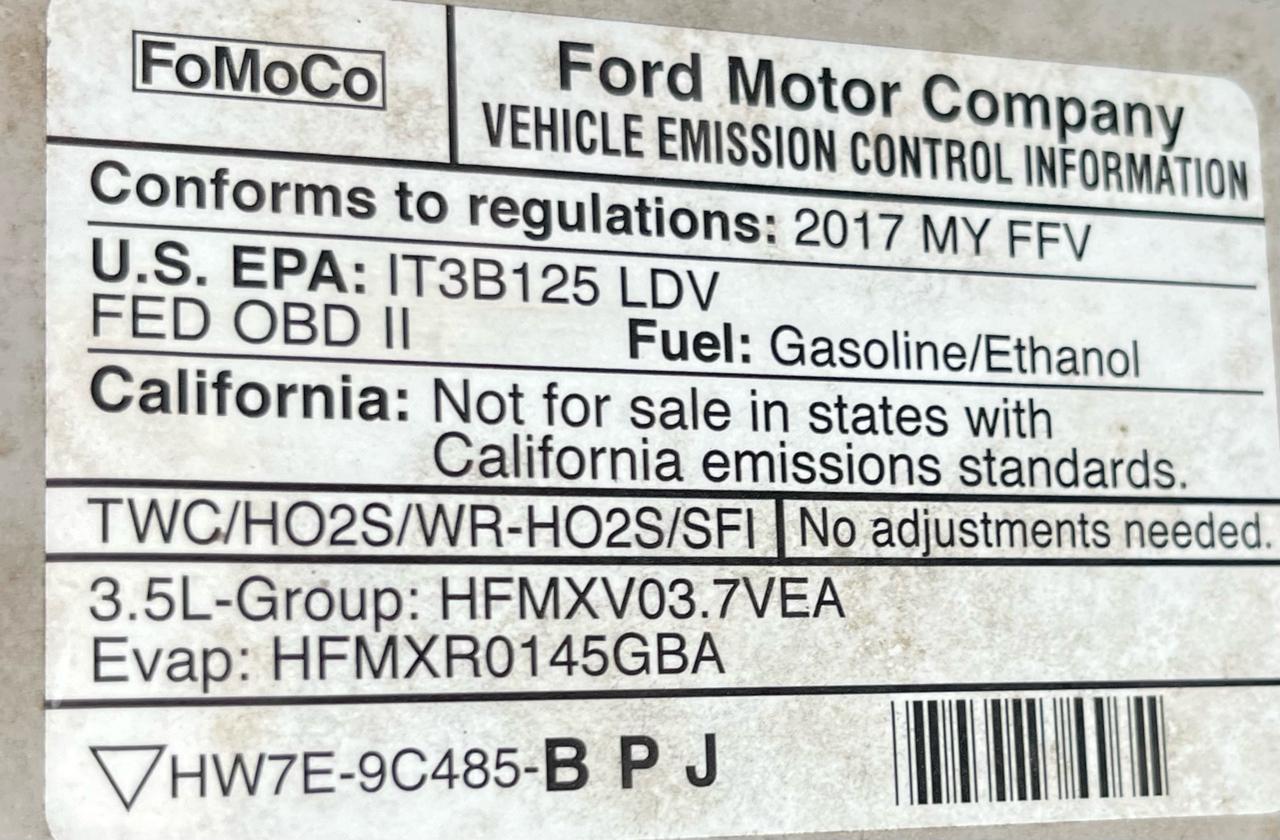 FoMoCo
Ford Motor Company
VEHICLE EMISSION CONTROL INFORMATION
Conforms to regulations: 2017 MY FFV
U.S. EPA: IT3B125 LDV
FED OBD II Fuel: Gasoline/Ethanol
California: Not for sale in states with
California emissions standards.
TWC/HO2S/WR-HO2S/SFI No adjustments needed.
3.5L-Group: HFMXV03.7VEA
Evap: HFMXR0145GBA
HW7E-9C485-B P J